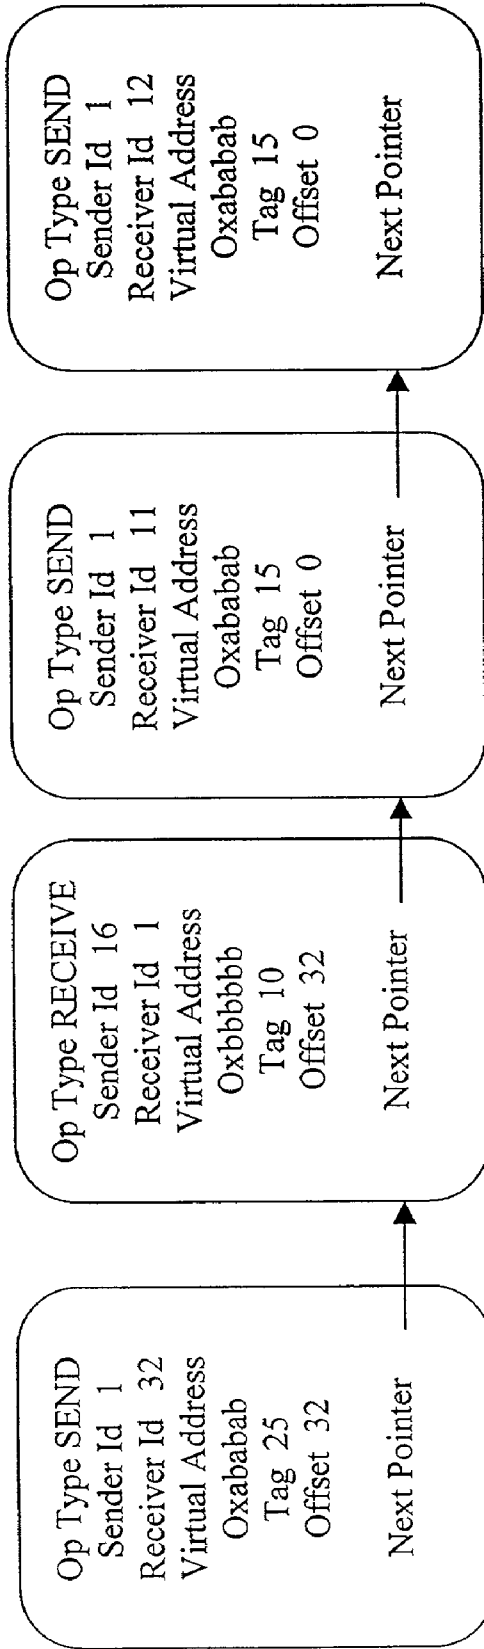 Op Type SEND
Sender Id 1
Receiver Id 32
Virtual Address
Oxababab
Tag 25
Offset 32
Next Pointer
Op Type RECEIVE
Sender Id 16
Receiver Id 1
Virtual Address
Oxbbbbbb
Tag 10
Offset 32
Next Pointer
Op Type SEND
Sender Id 1
Receiver Id 11
Virtual Address
Oxababab
Tag 15
Offset 0
Next Pointer
Op Type SEND
Sender Id 1
Receiver Id 12
Virtual Address
Oxababab
Tag 15
Offset 0
Next Pointer